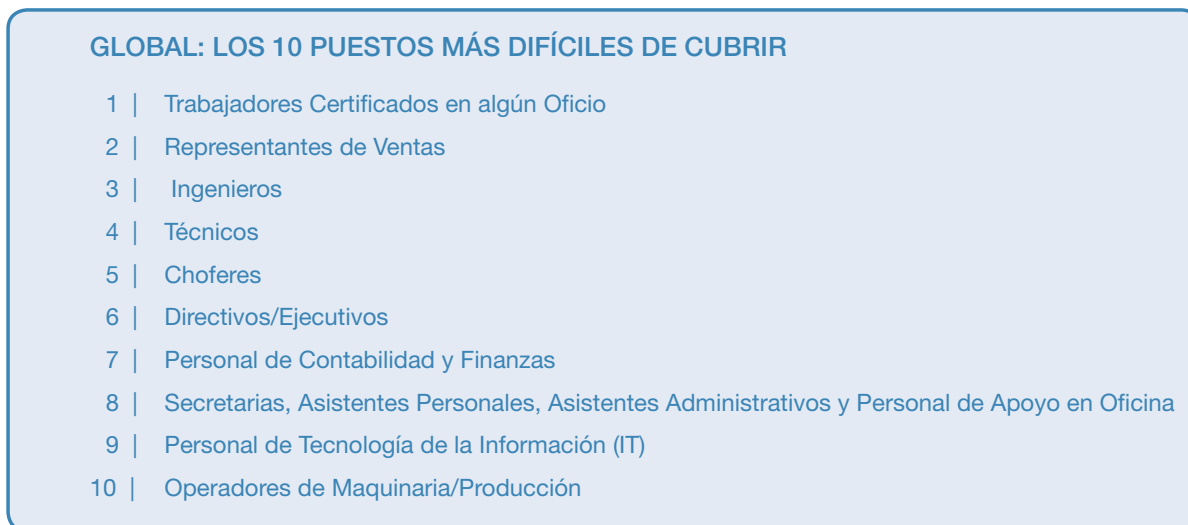 GLOBAL: LOS 10 PUESTOS MÁS DIFÍCILES DE CUBRIR
1 | Trabajadores Certificados en algún Oficio
2 | Representantes de Ventas
3 | Ingenieros
4 | Técnicos
5 | Choferes
6 | Directivos/Ejecutivos
7 | Personal de Contabilidad y Finanzas
8 | Secretarias, Asistentes Personales, Asistentes Administrativos y Personal de Apoyo en Oficina
9 | Personal de Tecnología de la Información (IT)
10 | Operadores de Maquinaria/Producción